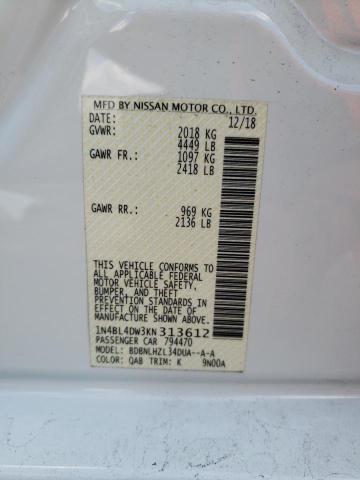 MFD BY NISSAN MOTOR CO., LTD.
DATE: 12/18
GVWR: 2018 KG
4449 LB
GAWR FR.: 1097 KG
2418 LB
GAWR RR.: 969 KG
2136 LB
THIS VEHICLE CONFORMS TO
ALL APPLICABLE FEDERAL
MOTOR VEHICLE SAFETY,
BUMPER, AND THEFT
PREVENTION STANDARDS IN
EFFECT ON THE DATE OF
MANUFACTURE SHOWN ABOVE.
1N4BL4DW3KN313612
PASSENGER CAR 794470
MODEL: BDBNLHZL34DUA--A-A
COLOR: QAB TRIM: K 9N00A